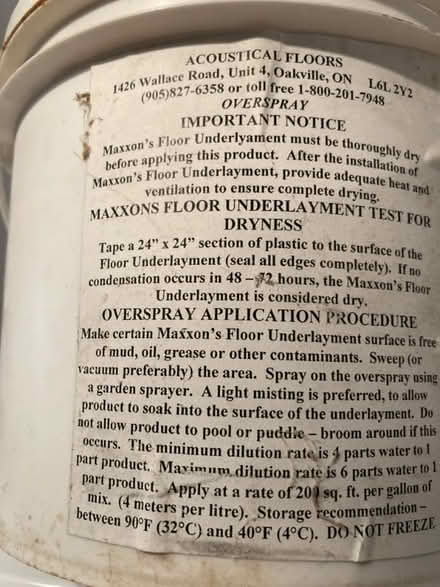 ACOUSTICAL FLOORS
1426 Wallace Road, Unit 4, Oakville, ON L6L 2Y2
(905)827-6358 or toll free 1-800-201-7948
OVERSPRAY
IMPORTANT NOTICE
Maxxon's Floor Underlyament must be thoroughly dry
before applying this product. After the installation of
Maxxon's Floor Underlayment, provide adequate heat and
ventilation to ensure complete drying.
MAXXONS FLOOR UNDERLAYMENT TEST FOR
DRYNESS
Tape a 24" x 24" section of plastic to the surface of the
Floor Underlayment (seal all edges completely). If no
condensation occurs in 48 – 72 hours, the Maxxon's Floor
Underlayment is considered dry.
OVERSPRAY APPLICATION PROCEDURE
Make certain Maxxon's Floor Underlayment surface is free
of mud, oil, grease or other contaminants. Sweep (or
vacuum preferably) the area. Spray on the overspray using
a garden sprayer. A light misting is preferred, to allow
product to soak into the surface of the underlayment. Do
not allow product to pool or puddle – broom around if this
occurs. The minimum dilution rate is 4 parts water to 1
part product. Maximum dilution rate is 6 parts water to 1
part product. Apply at a rate of 200 sq. ft. per gallon of
mix. (4 meters per litre). Storage recommendation –
between 90°F (32°C) and 40°F (4°C). DO NOT FREEZE